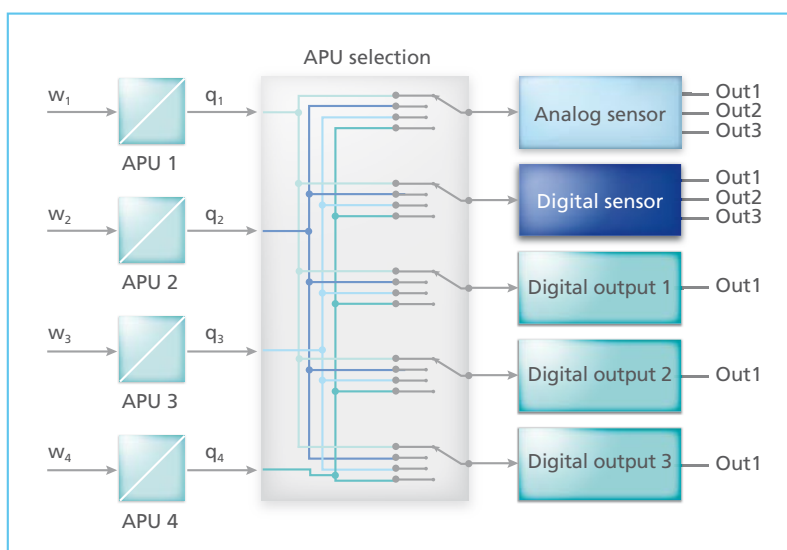 APU selection
w1
q1
APU 1
w2
q2
APU 2
w3
q3
APU 3
w4
q4
APU 4
Analog sensor
Out1
Out2
Out3
Digital sensor
Out1
Out2
Out3
Digital output 1
Out1
Digital output 2
Out1
Digital output 3
Out1